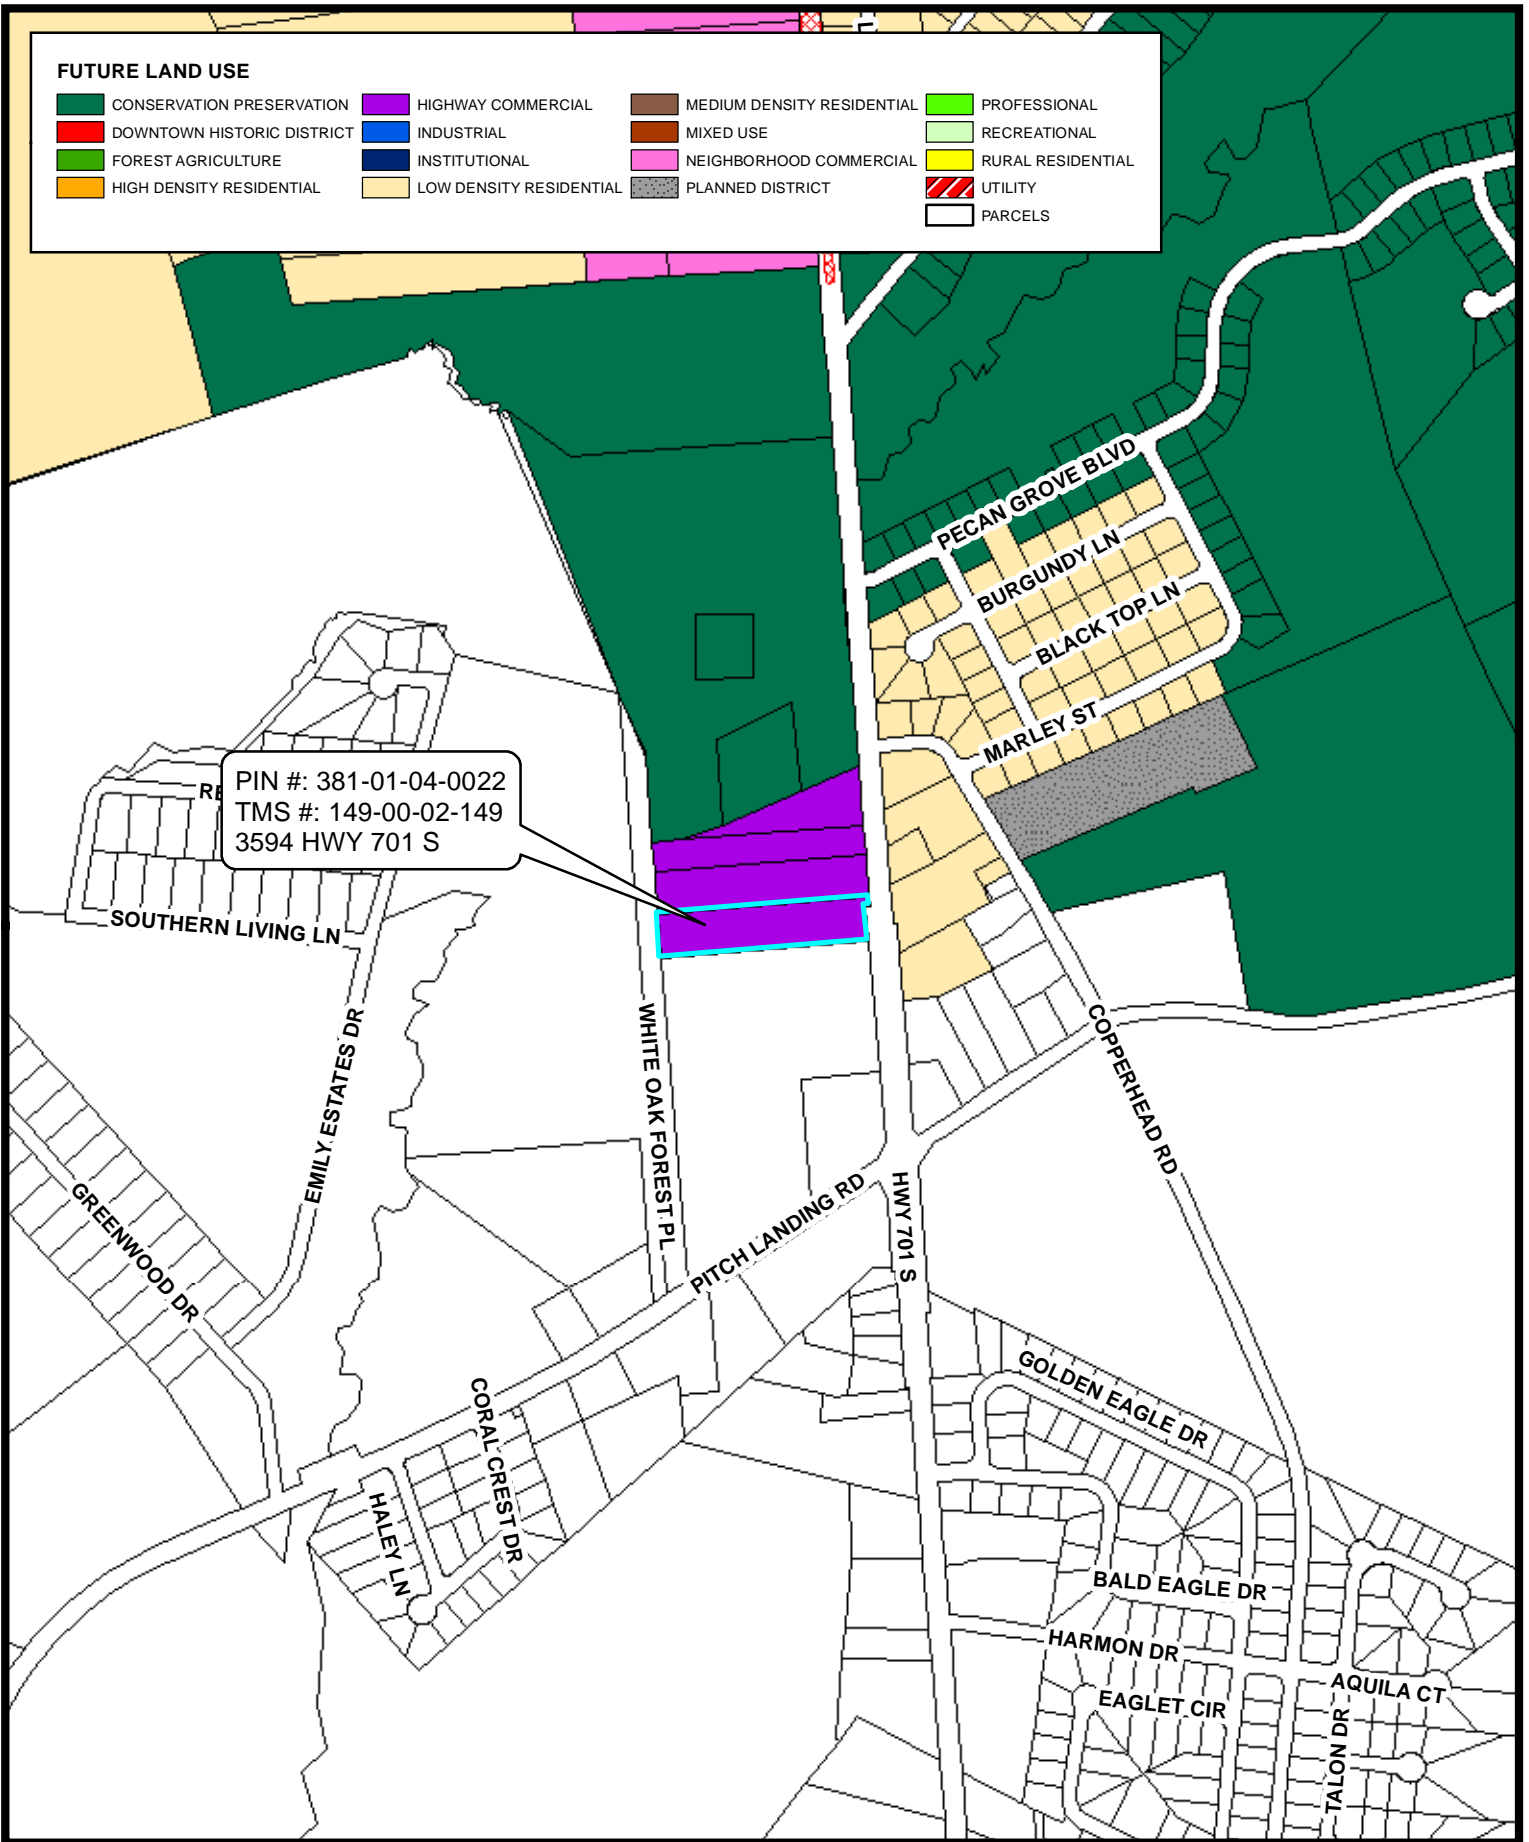 FUTURE LAND USE
CONSERVATION PRESERVATION
DOWNTOWN HISTORIC DISTRICT
FOREST AGRICULTURE
HIGH DENSITY RESIDENTIAL
HIGHWAY COMMERCIAL
INDUSTRIAL
INSTITUTIONAL
LOW DENSITY RESIDENTIAL
MEDIUM DENSITY RESIDENTIAL
MIXED USE
NEIGHBORHOOD COMMERCIAL
PLANNED DISTRICT
PROFESSIONAL
RECREATIONAL
RURAL RESIDENTIAL
UTILITY
PARCELS
PECAN GROVE BLVD
BURGUNDY LN
BLACK TOP LN
MARLEY ST
RE
PIN #: 381-01-04-0022
TMS #: 149-00-02-149
3594 HWY 701 S
SOUTHERN LIVING LN
EMILY ESTATES DR
WHITE OAK FOREST PL
COPPERHEAD RD
GREENWOOD DR
PITCH LANDING RD
HWY 701 S
GOLDEN EAGLE DR
CORAL CREST DR
HALEY LN
BALD EAGLE DR
HARMON DR
AQUILA CT
EAGLET CIR
TALON DR